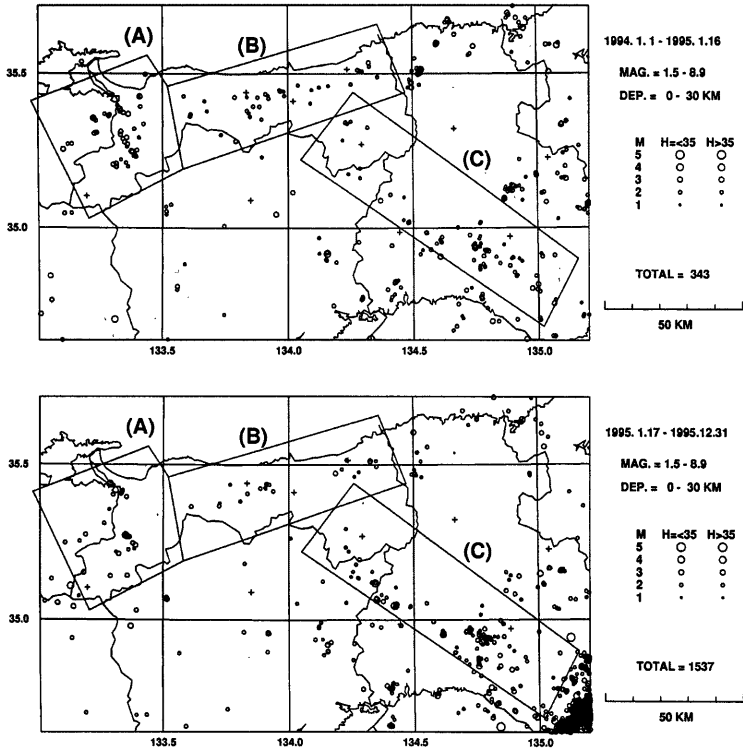 (A)
(B)
(C)
35.5
35.0
133.5 134.0 134.5 135.0
1994. 1. 1 - 1995. 1.16
MAG. = 1.5 - 8.9
DEP. = 0 - 30 KM
M H=<35 H>35
5
4
3
2
1
TOTAL = 343
50 KM
(A)
(B)
(C)
35.5
35.0
133.5 134.0 134.5 135.0
1995. 1.17 - 1995.12.31
MAG. = 1.5 - 8.9
DEP. = 0 - 30 KM
M H=<35 H>35
5
4
3
2
1
TOTAL = 1537
50 KM